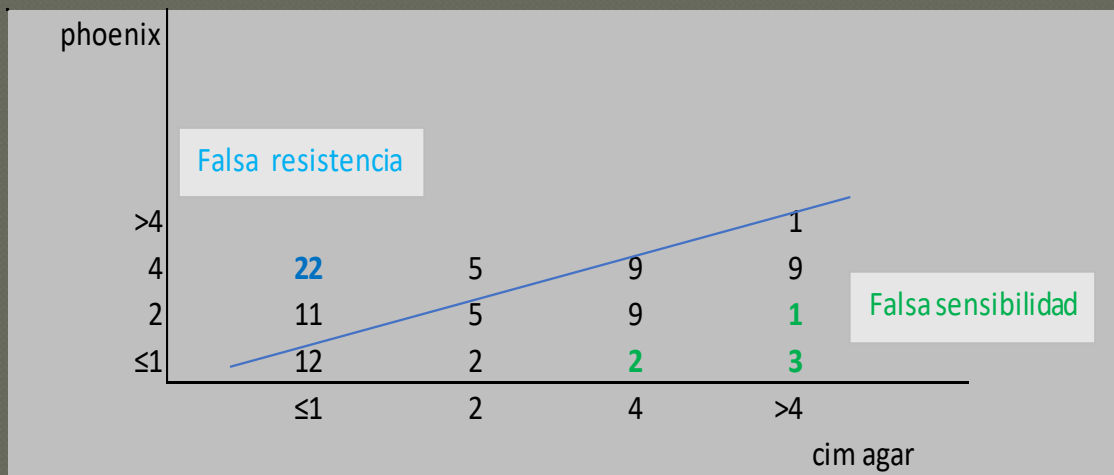 phoenix
Falsa resistencia
>4 1
4 22 5 9 9
2 11 5 9 1
Falsa sensibilidad
≤1 12 2 2 3
≤1 2 4 >4
cim agar